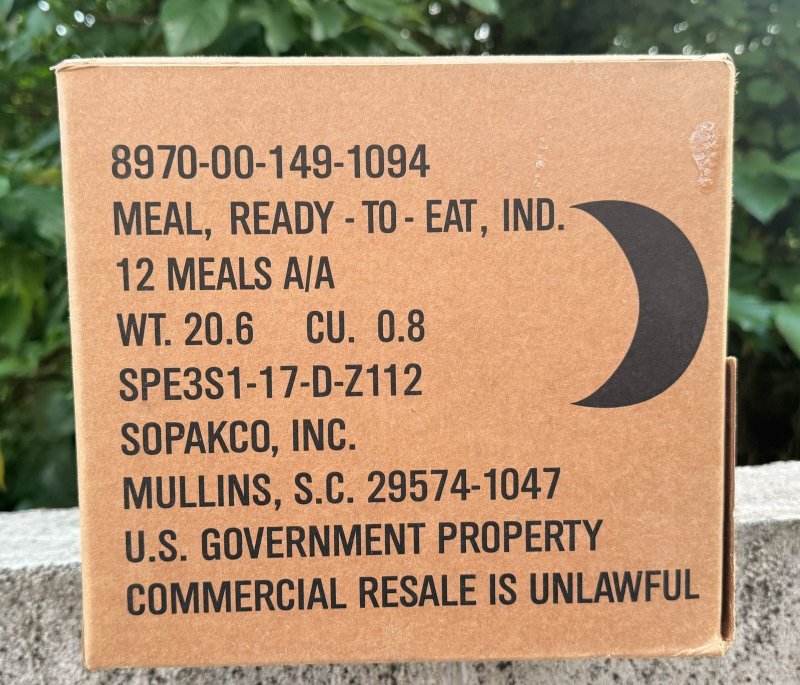 8970-00-149-1094
MEAL, READY - TO - EAT, IND.
12 MEALS A/A
WT. 20.6 CU. 0.8
SPE3S1-17-D-Z112
SOPAKCO, INC.
MULLINS, S.C. 29574-1047
U.S. GOVERNMENT PROPERTY
COMMERCIAL RESALE IS UNLAWFUL